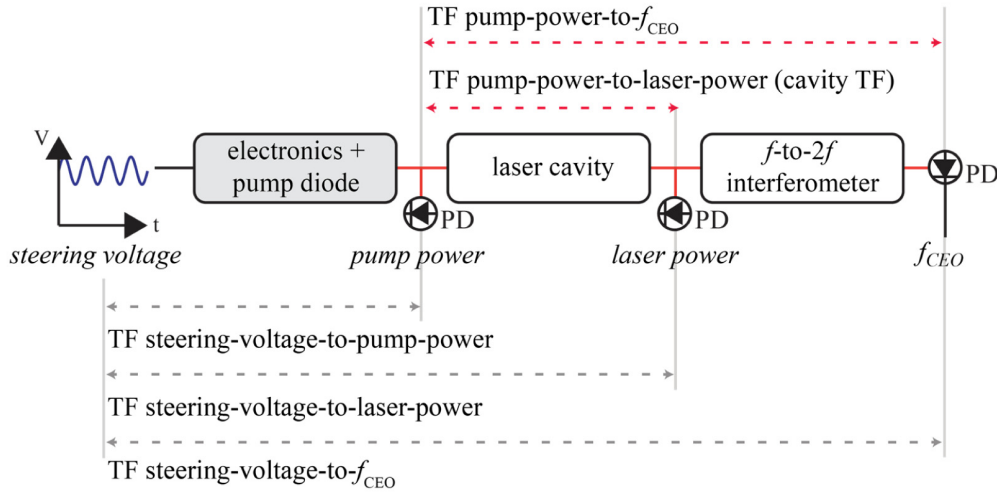 TF pump-power-to-fCEO
TF pump-power-to-laser-power (cavity TF)
V
electronics +
pump diode
laser cavity
f-to-2f
interferometer
PD
t
PD
PD
steering voltage
pump power
laser power
fCEO
TF steering-voltage-to-pump-power
TF steering-voltage-to-laser-power
TF steering-voltage-to-fCEO